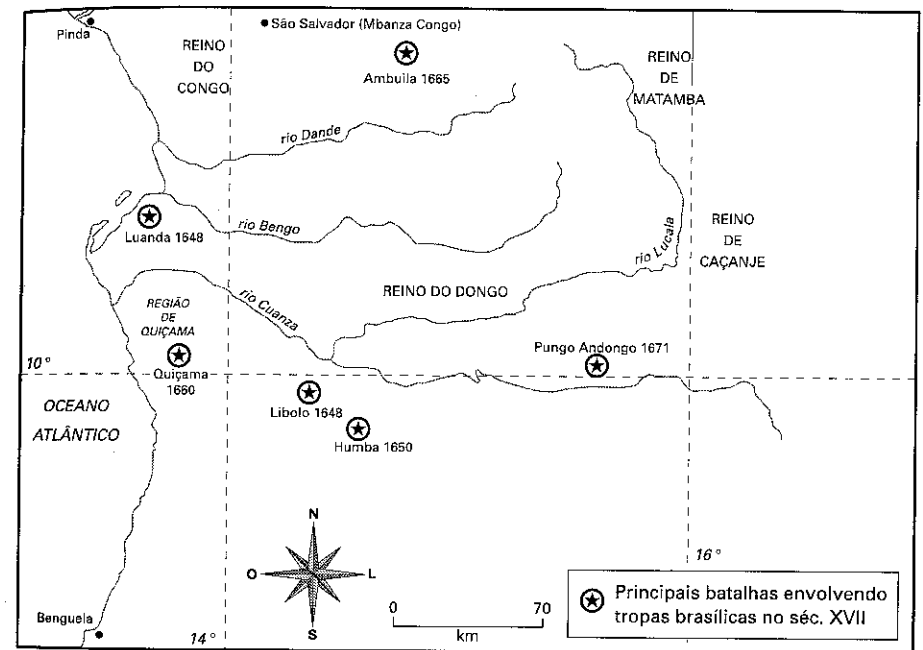 São Salvador (Mbanza Congo)
Pinda
REINO
DO
CONGO
Ambuila 1665
REINO
DE
MATAMBA
rio Dande
Luanda 1648
rio Bengo
REINO
DE
CAÇANJE
rio Lucala
REINO DO DONGO
rio Cuanza
REGIÃO
DE
QUIÇAMA
Quiçama
1660
Pungo Andongo 1671
10°
Libolo 1648
Humba 1650
OCEANO
ATLÂNTICO
N
O
L
S
0
70
km
16°
14°
Benguela
Principais batalhas envolvendo
tropas brasílicas no séc. XVII